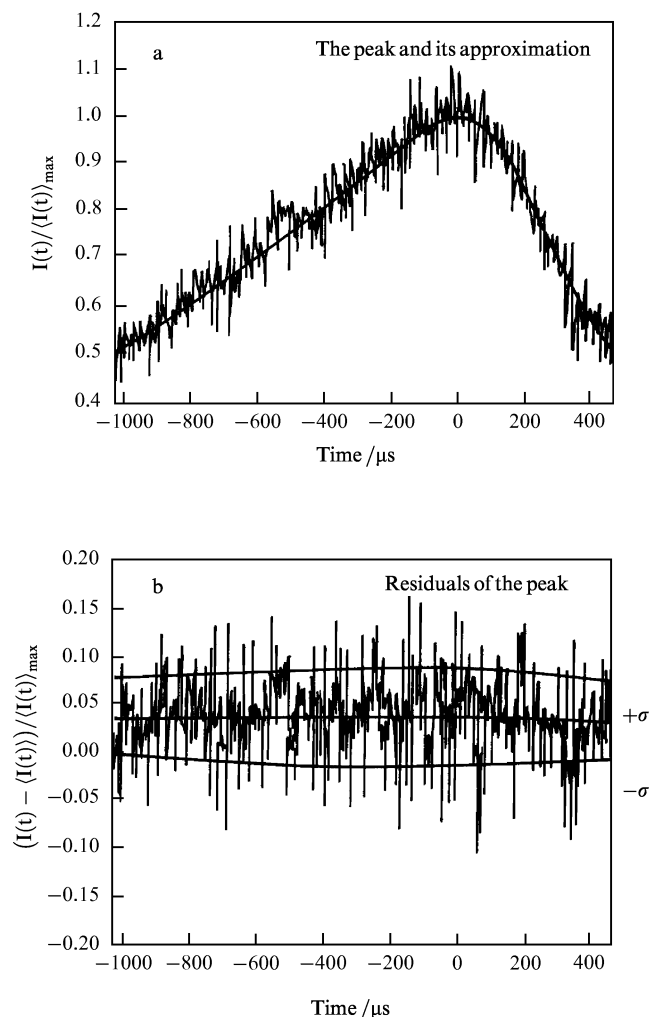 1.2
a
The peak and its approximation
1.1
1.0
0.9
0.8
0.7
0.6
0.5
0.4
I(t)/⟨I(t)⟩max
−1000 −800 −600 −400 −200 0 200 400
Time /μs
0.20
b
Residuals of the peak
0.15
0.10
0.05
0.00
−0.05
−0.10
−0.15
−0.20
(I(t) − ⟨I(t)⟩)/⟨I(t)⟩max
+σ
−σ
−1000 −800 −600 −400 −200 0 200 400
Time /μs